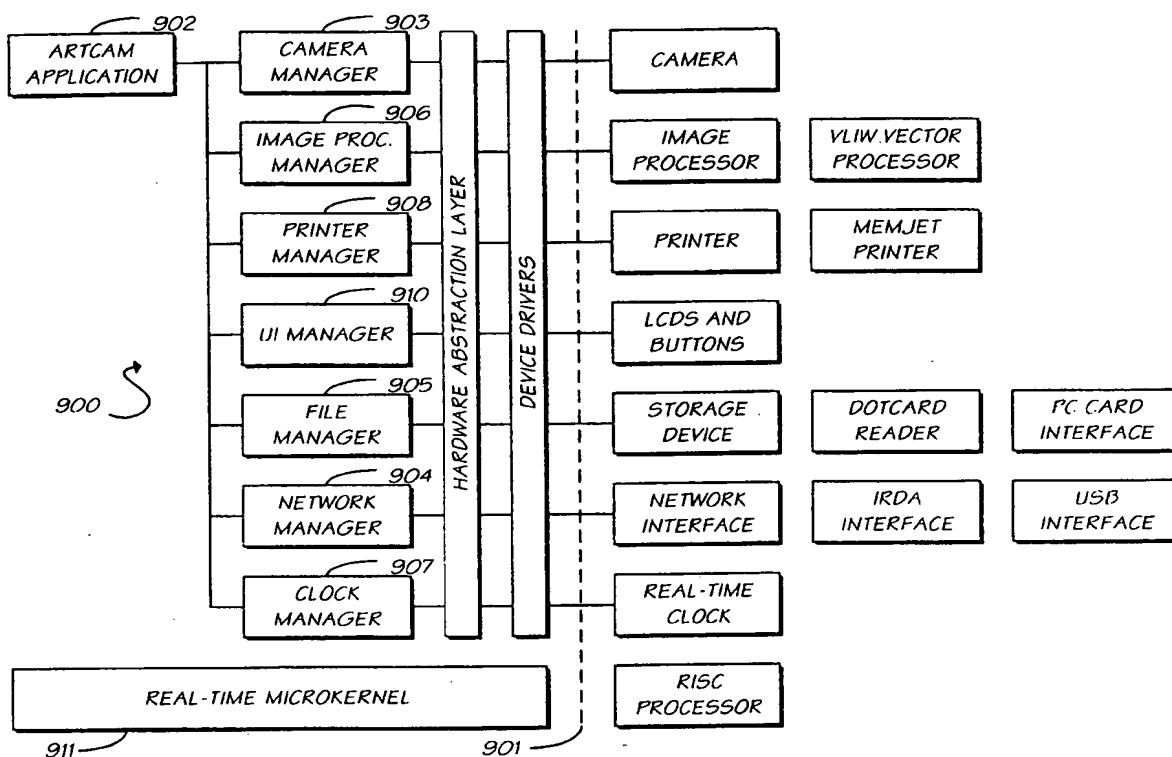 902
ARTCAM
APPLICATION
903
CAMERA
MANAGER
CAMERA
906
IMAGE PROC.
MANAGER
IMAGE
PROCESSOR
VLIW.VECTOR
PROCESSOR
908
PRINTER
MANAGER
PRINTER
MEMJET
PRINTER
910
UI MANAGER
LCDS AND
BUTTONS
HARDWARE ABSTRACTION LAYER
DEVICE DRIVERS
900
905
FILE
MANAGER
STORAGE
DEVICE
DOTCARD
READER
PC CARD
INTERFACE
904
NETWORK
MANAGER
NETWORK
INTERFACE
IRDA
INTERFACE
USB
INTERFACE
907
CLOCK
MANAGER
REAL-TIME
CLOCK
REAL-TIME MICROKERNEL
RISC
PROCESSOR
911
901